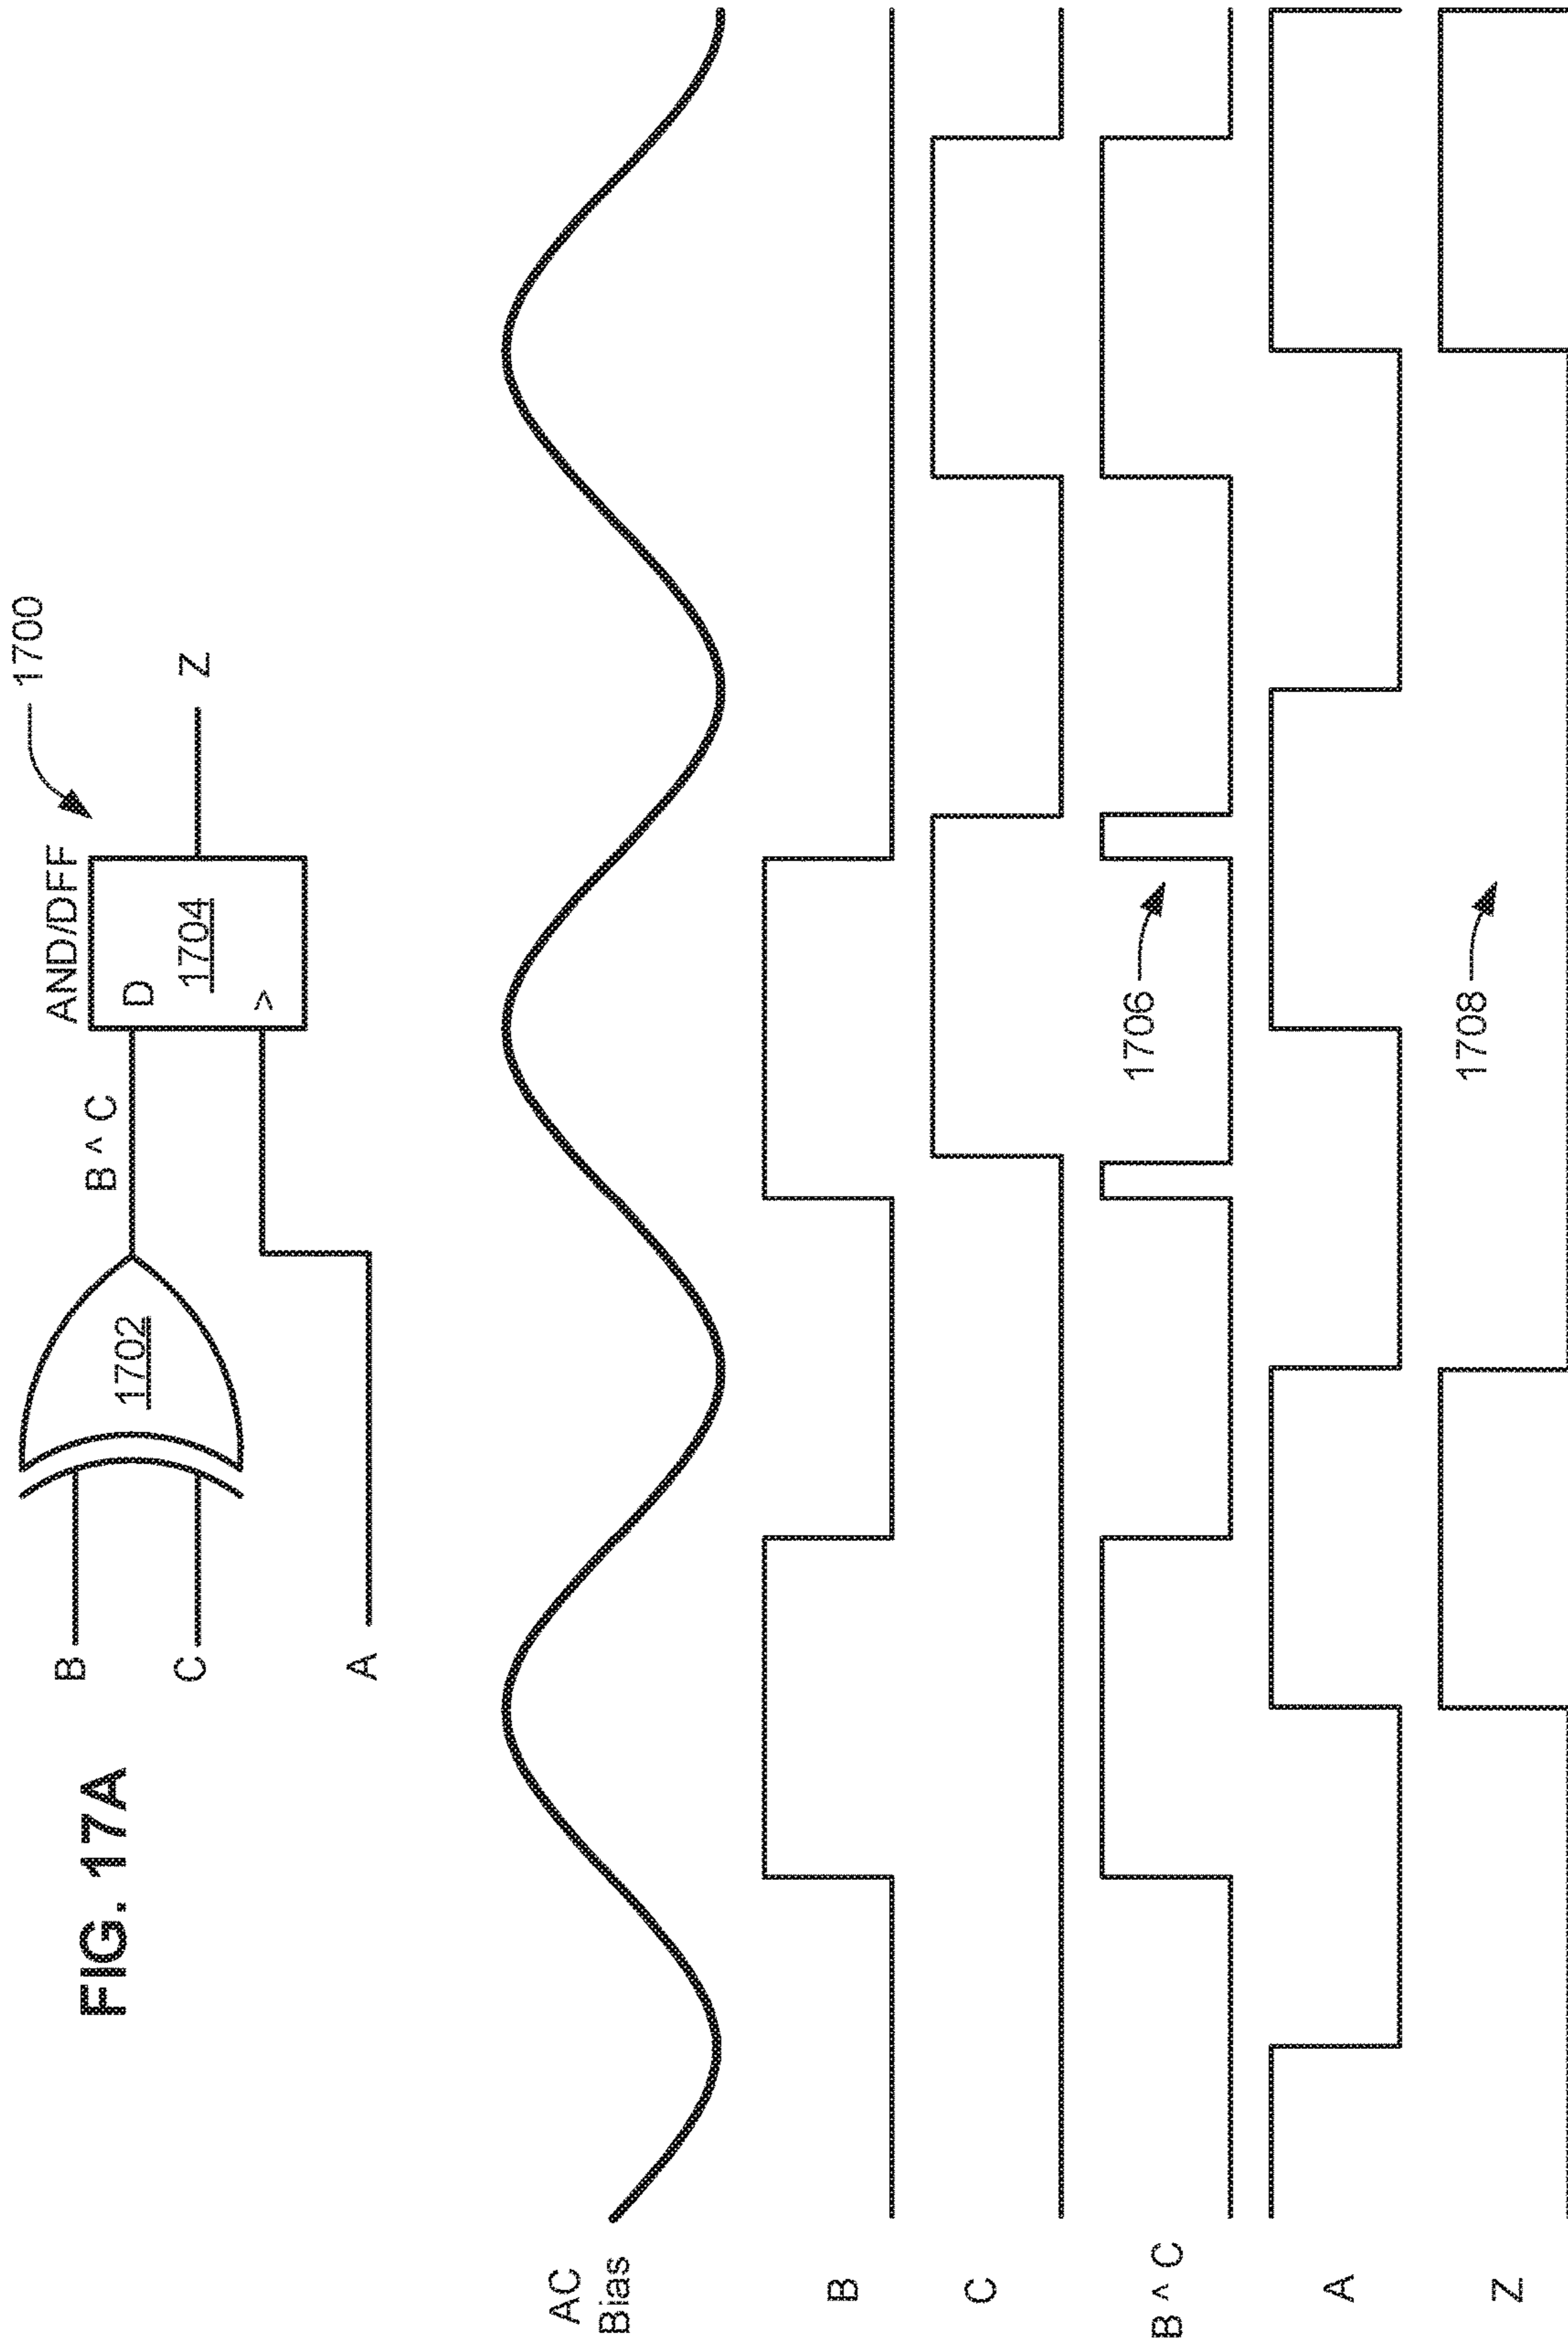 FIG. 17A
1700
AND/DFF
B
C
A
1702
B ^ C
D
>
1704
Z
AC
Bias
B
C
B ^ C
1706
A
Z
1708